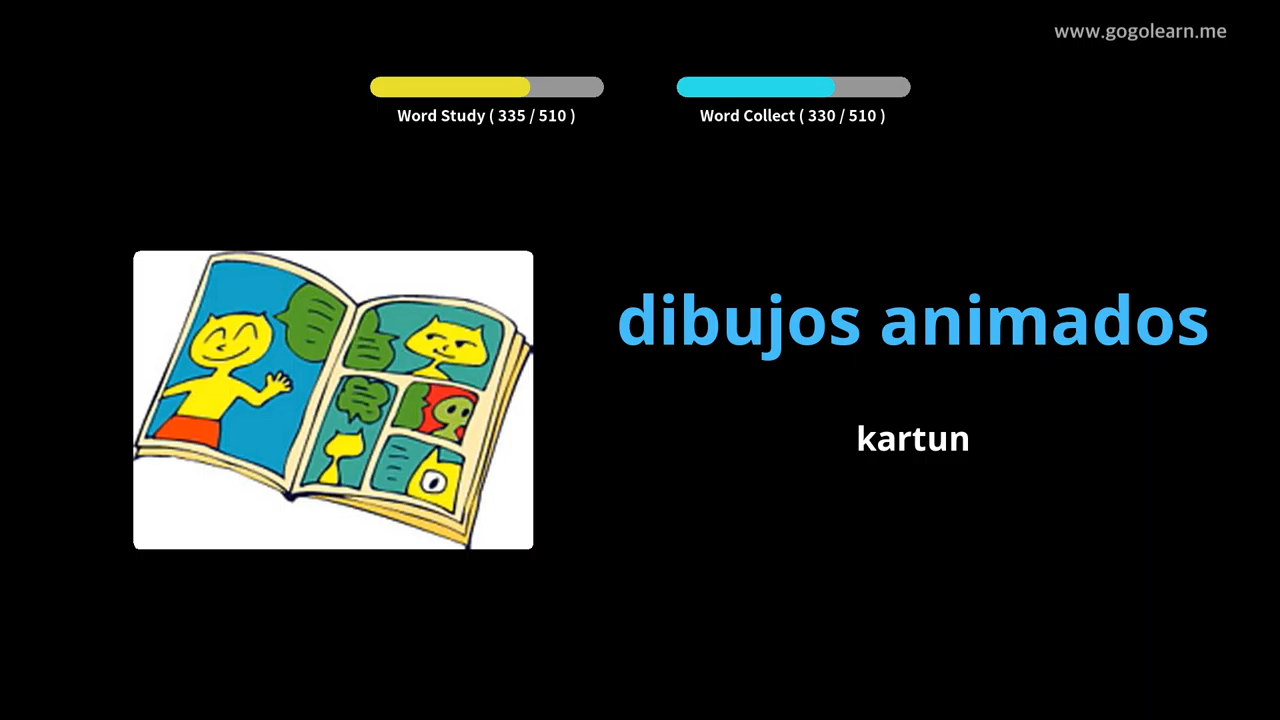 www.gogolearn.me
Word Study ( 335 / 510 )
Word Collect ( 330 / 510 )
dibujos animados
kartun